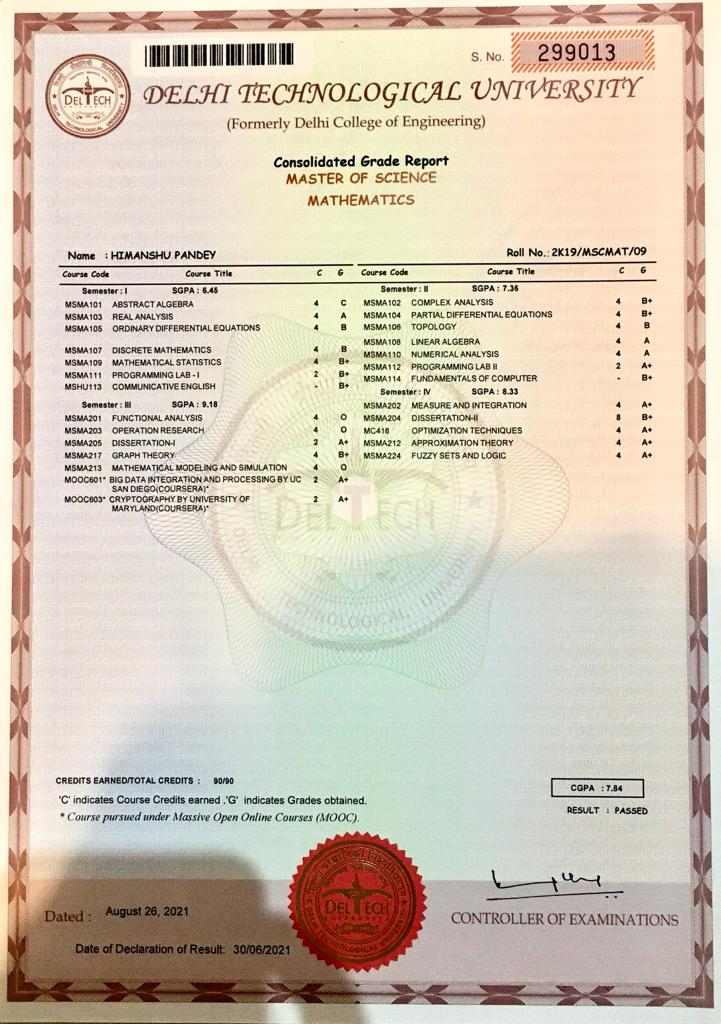 S. No. 299013
DELTECH
DELHI TECHNOLOGICAL UNIVERSITY
(Formerly Delhi College of Engineering)
Consolidated Grade Report
MASTER OF SCIENCE
MATHEMATICS
Name : HIMANSHU PANDEY Roll No.: 2K19/MSCMAT/09
Course Code Course Title C G Course Code Course Title C G
Semester : I SGPA : 6.45
MSMA101 ABSTRACT ALGEBRA 4 C
MSMA103 REAL ANALYSIS 4 A
MSMA105 ORDINARY DIFFERENTIAL EQUATIONS 4 B
MSMA107 DISCRETE MATHEMATICS 4 B
MSMA109 MATHEMATICAL STATISTICS 4 B+
MSMA111 PROGRAMMING LAB - I 2 B+
MSHU113 COMMUNICATIVE ENGLISH - B+
Semester : III SGPA : 9.18
MSMA201 FUNCTIONAL ANALYSIS 4 O
MSMA203 OPERATION RESEARCH 4 O
MSMA205 DISSERTATION-I 2 A+
MSMA217 GRAPH THEORY 4 B+
MSMA213 MATHEMATICAL MODELING AND SIMULATION 4 O
MOOC601* BIG DATA INTEGRATION AND PROCESSING BY UC 2 A+
SAN DIEGO(COURSERA)*
MOOC603* CRYPTOGRAPHY BY UNIVERSITY OF 2 A+
MARYLAND(COURSERA)*
Semester : II SGPA : 7.36
MSMA102 COMPLEX ANALYSIS 4 B+
MSMA104 PARTIAL DIFFERENTIAL EQUATIONS 4 B+
MSMA106 TOPOLOGY 4 B
MSMA108 LINEAR ALGEBRA 4 A
MSMA110 NUMERICAL ANALYSIS 4 A
MSMA112 PROGRAMMING LAB II 2 A+
MSMA114 FUNDAMENTALS OF COMPUTER - B+
Semester : IV SGPA : 8.33
MSMA202 MEASURE AND INTEGRATION 4 A+
MSMA204 DISSERTATION-II 8 B+
MC416 OPTIMIZATION TECHNIQUES 4 A+
MSMA212 APPROXIMATION THEORY 4 A+
MSMA224 FUZZY SETS AND LOGIC 4 A+
DELTECH
TECHNOLOGICAL UNIVERSITY
CREDITS EARNED/TOTAL CREDITS : 90/90
CGPA : 7.84
'C' indicates Course Credits earned ,'G' indicates Grades obtained.
RESULT : PASSED
* Course pursued under Massive Open Online Courses (MOOC).
DELTECH
Dated : August 26, 2021
CONTROLLER OF EXAMINATIONS
Date of Declaration of Result: 30/06/2021